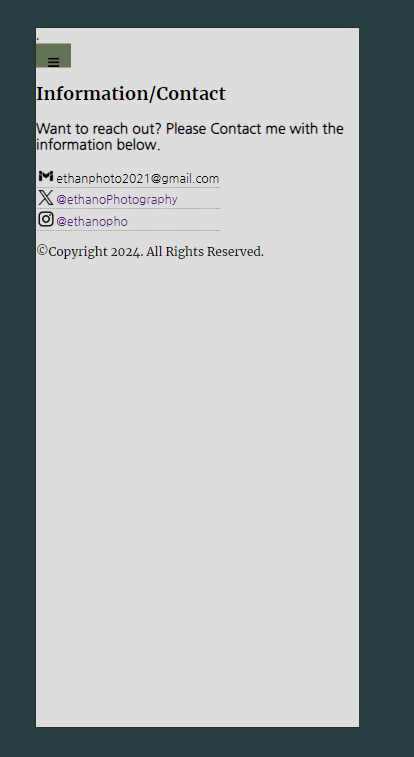 .
Information/Contact
Want to reach out? Please Contact me with the
information below.
ethanphoto2021@gmail.com
@ethanoPhotography
@ethanopho
©Copyright 2024. All Rights Reserved.